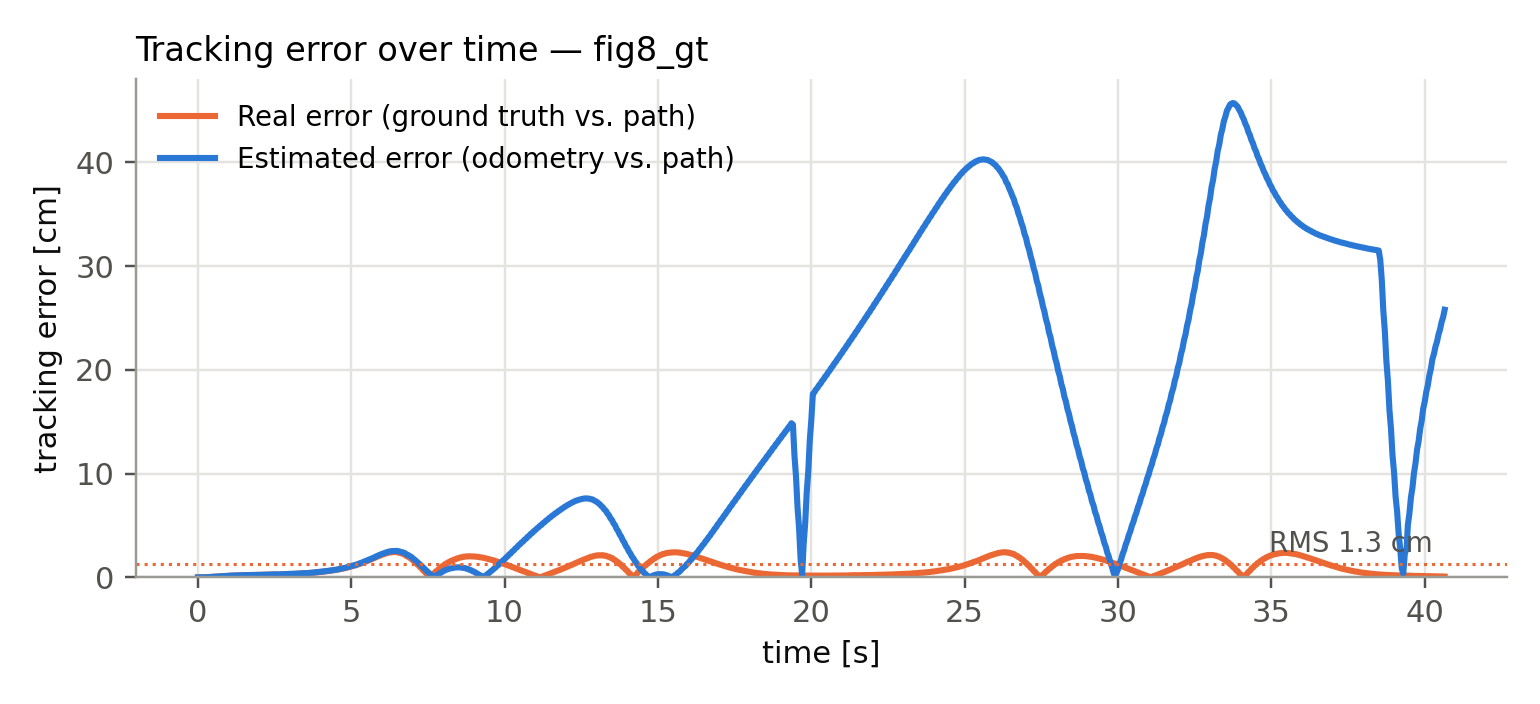 Tracking error over time — fig8_gt
Real error (ground truth vs. path)
Estimated error (odometry vs. path)
tracking error [cm]
40
30
20
10
0
RMS 1.3 cm
0 5 10 15 20 25 30 35 40
time [s]